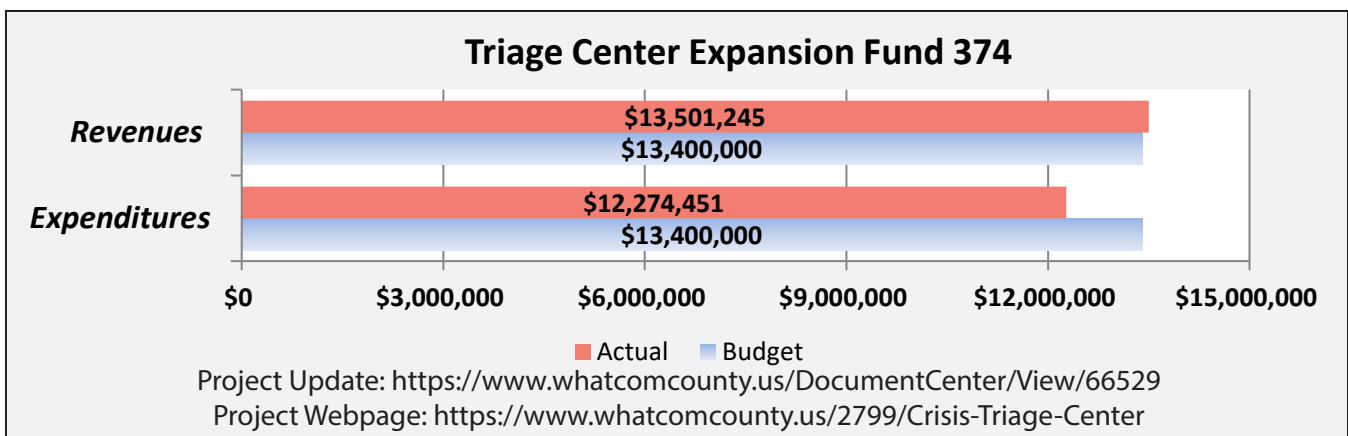 Triage Center Expansion Fund 374
Revenues
$13,501,245
$13,400,000
Expenditures
$12,274,451
$13,400,000
$0 $3,000,000 $6,000,000 $9,000,000 $12,000,000 $15,000,000
Actual Budget
Project Update: https://www.whatcomcounty.us/DocumentCenter/View/66529
Project Webpage: https://www.whatcomcounty.us/2799/Crisis-Triage-Center